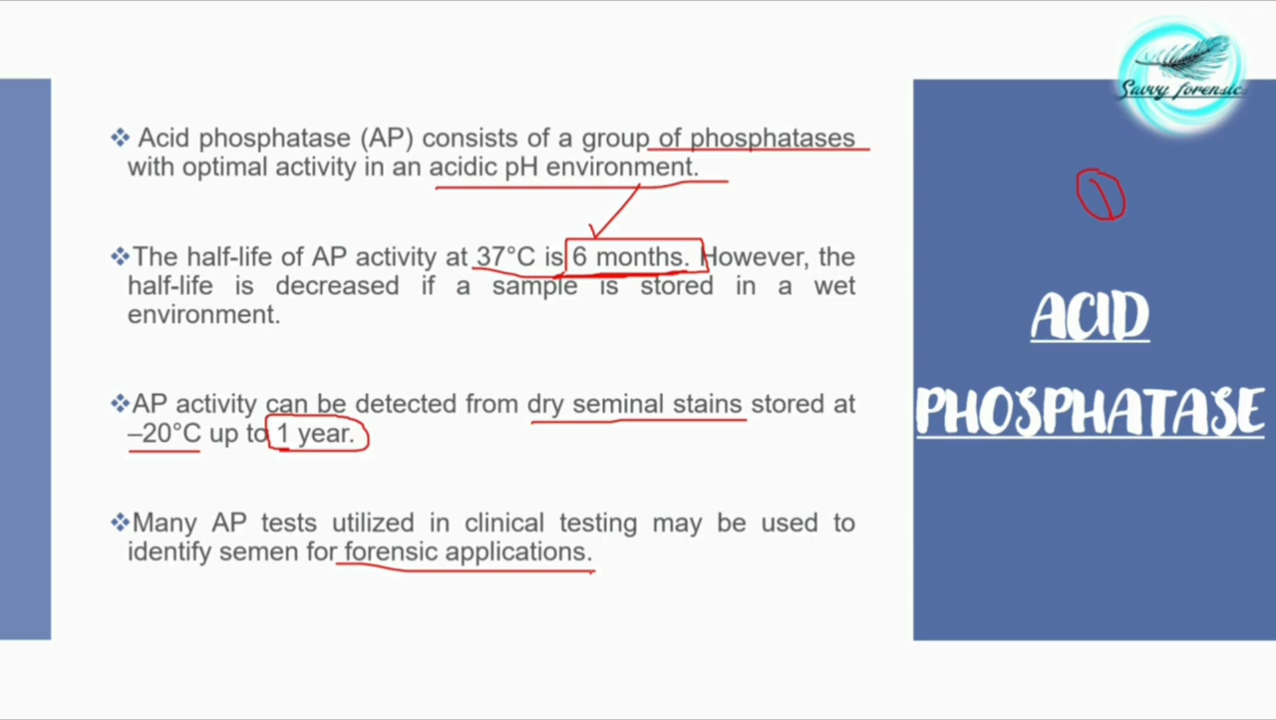 Savvy forensic
❖ Acid phosphatase (AP) consists of a group of phosphatases
with optimal activity in an acidic pH environment.
❖The half-life of AP activity at 37°C is 6 months. However, the
half-life is decreased if a sample is stored in a wet
environment.
❖AP activity can be detected from dry seminal stains stored at
–20°C up to 1 year.
❖Many AP tests utilized in clinical testing may be used to
identify semen for forensic applications.
ACID
PHOSPHATASE